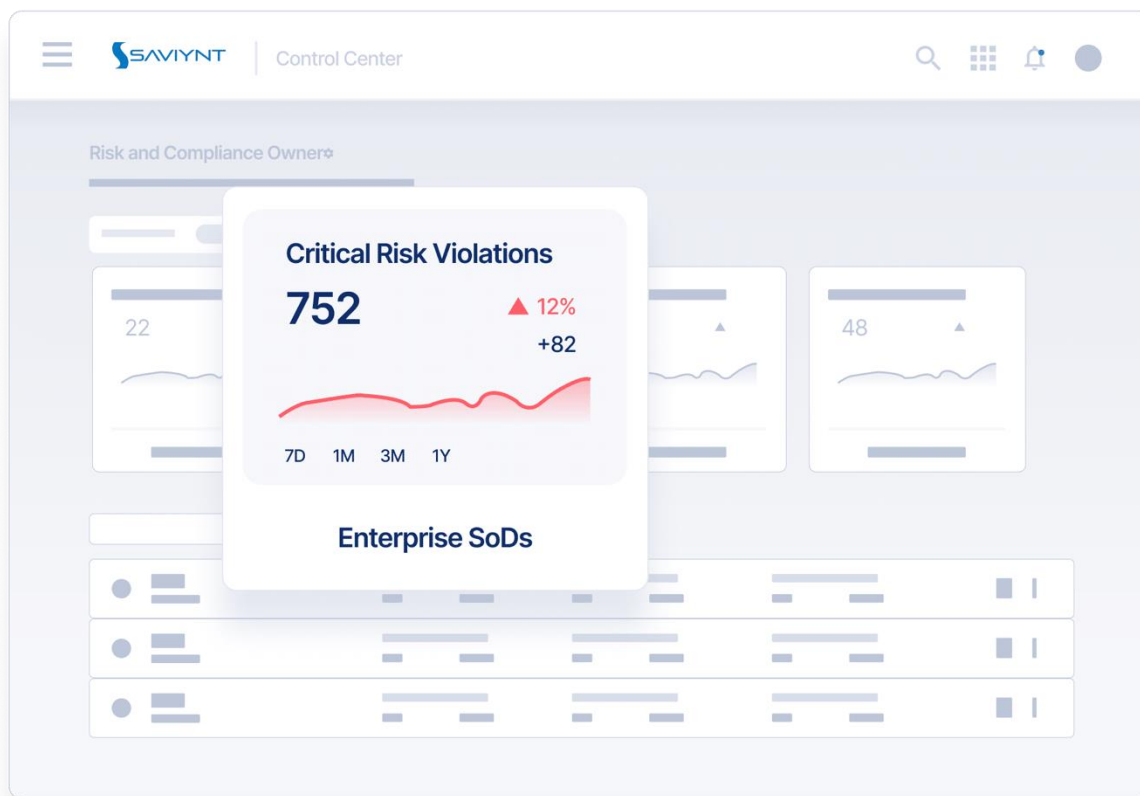 SAVIYNT
Control Center
Risk and Compliance Owner
Critical Risk Violations
752
▲ 12%
+82
7D 1M 3M 1Y
Enterprise SoDs
22
48